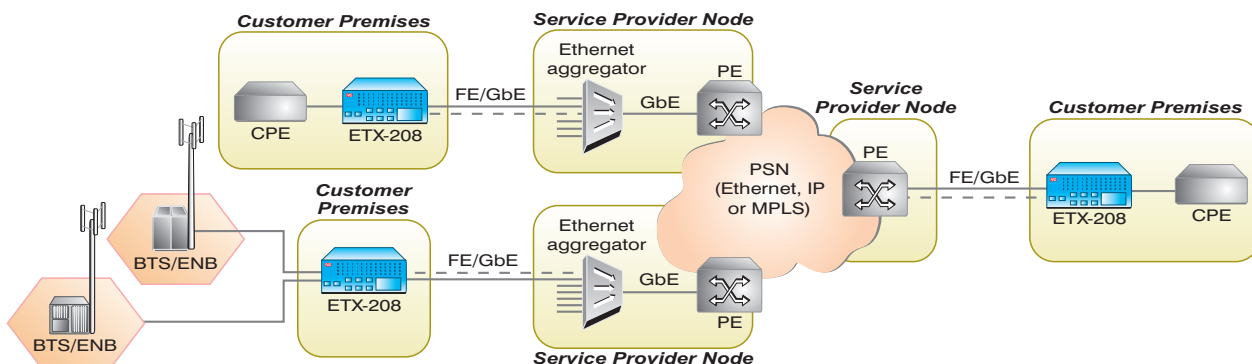 Customer Premises
Service Provider Node
Ethernet
aggregator
PE
FE/GbE
GbE
CPE
ETX-208
Service
Provider Node
Customer Premises
PE
PSN
(Ethernet, IP
or MPLS)
FE/GbE
ETX-208
CPE
Customer
Premises
BTS/ENB
BTS/ENB
ETX-208
FE/GbE
Ethernet
aggregator
GbE
PE
Service Provider Node